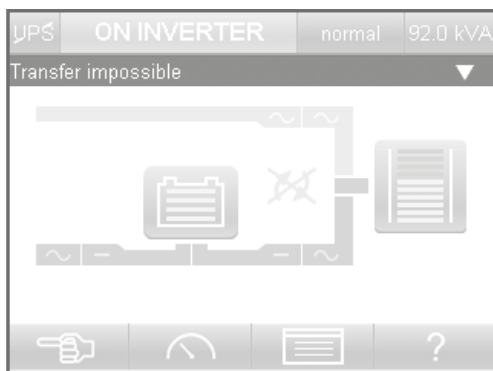 UPS ON INVERTER normal 92.0 kVA
Transfer impossible
?